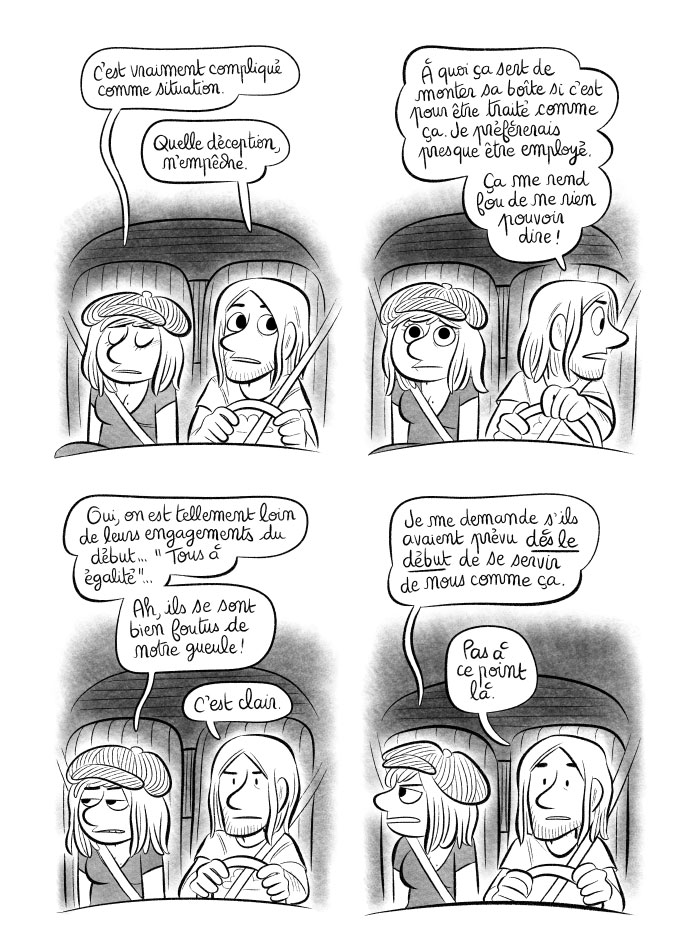 C'est vraiment compliqué
comme situation.
Quelle déception,
n'empêche.
À quoi ça sert de
monter sa boîte si c'est
pour être traité comme
ça. Je préférerais
presque être employé.
Ça me rend
fou de ne rien
pouvoir
dire !
Oui, on est tellement loin
de leurs engagements du
début... "Tous à
égalité"...
Ah, ils se sont
bien foutus de
notre gueule !
C'est clair.
Je me demande s'ils
avaient prévu dès le
début de se servir
de nous comme ça.
Pas à
ce point
là.